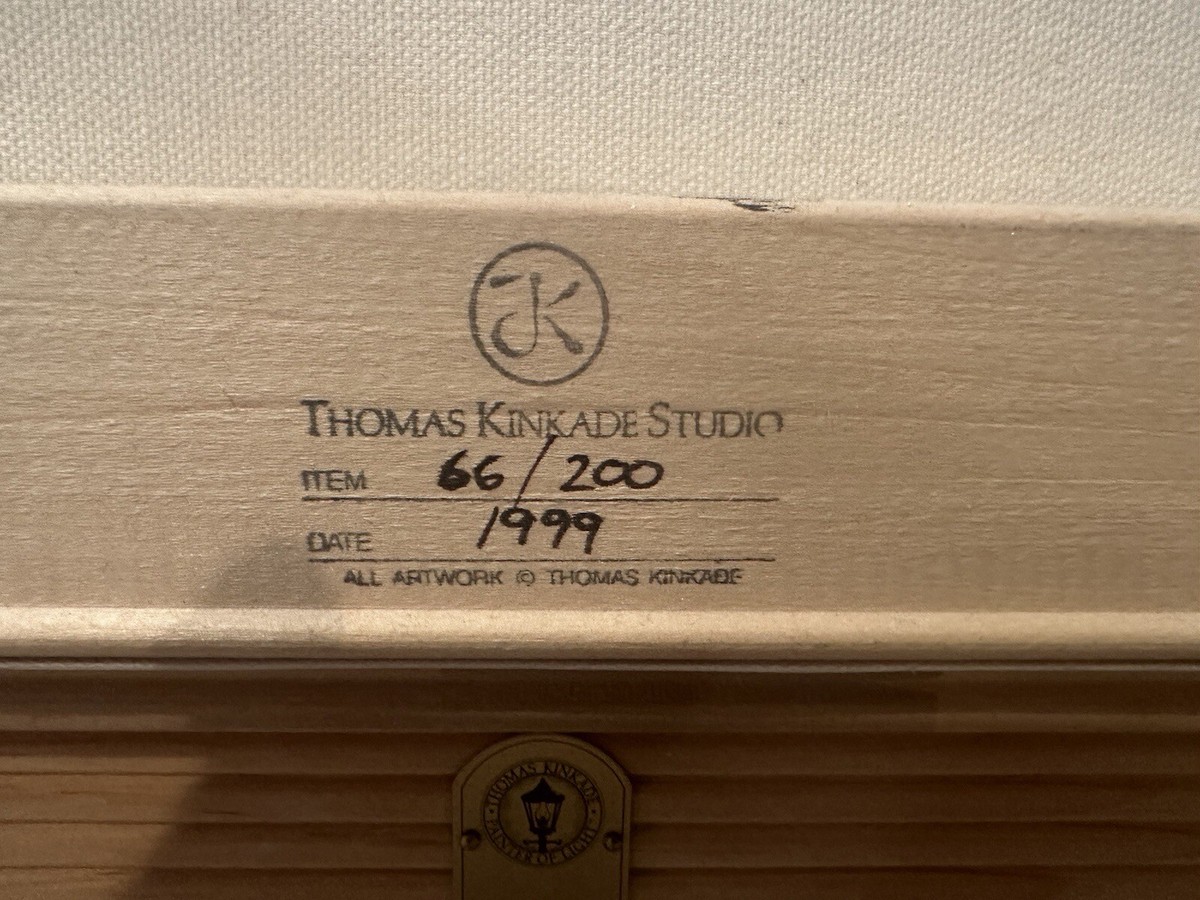 TK
THOMAS KINKADE STUDIO
ITEM 66/200
DATE 1999
ALL ARTWORK © THOMAS KINKADE
THOMAS KINKADE
PAINTER OF LIGHT